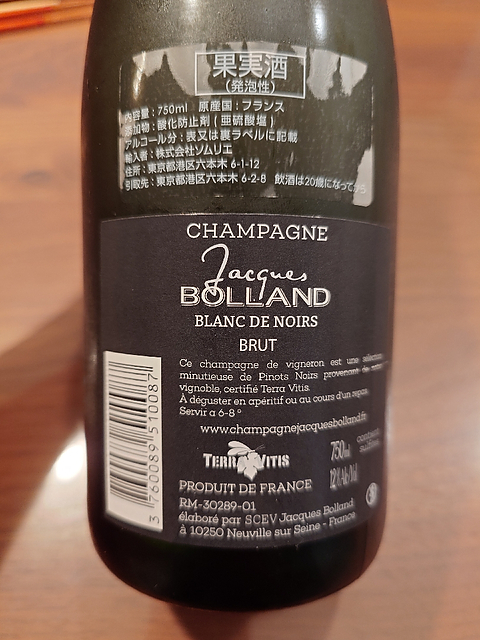 果実酒
(発泡性)
内容量:750ml 原産国:フランス
添加物:酸化防止剤(亜硫酸塩)
アルコール分:表又は裏ラベルに記載
輸入者:株式会社ソムリエ
住所:東京都港区六本木 6-1-12
引取先:東京都港区六本木 6-2-8 飲酒は20歳になってから
CHAMPAGNE
Jacques
BOLLAND
BLANC DE NOIRS
BRUT
Ce champagne de vigneron est une sélection
minutieuse de Pinots Noirs provenant de
vignoble, certifié Terra Vitis.
À déguster en apéritif ou au cours d'un repas.
Servir à 6-8°
www.champagnejacquesbolland.fr
TERRA VITIS
750ml contient
sulfites
12%Alc.Vol
PRODUIT DE FRANCE
RM-30289-01
élaboré par SCEV Jacques Bolland
à 10250 Neuville sur Seine - France
3 760089 510087